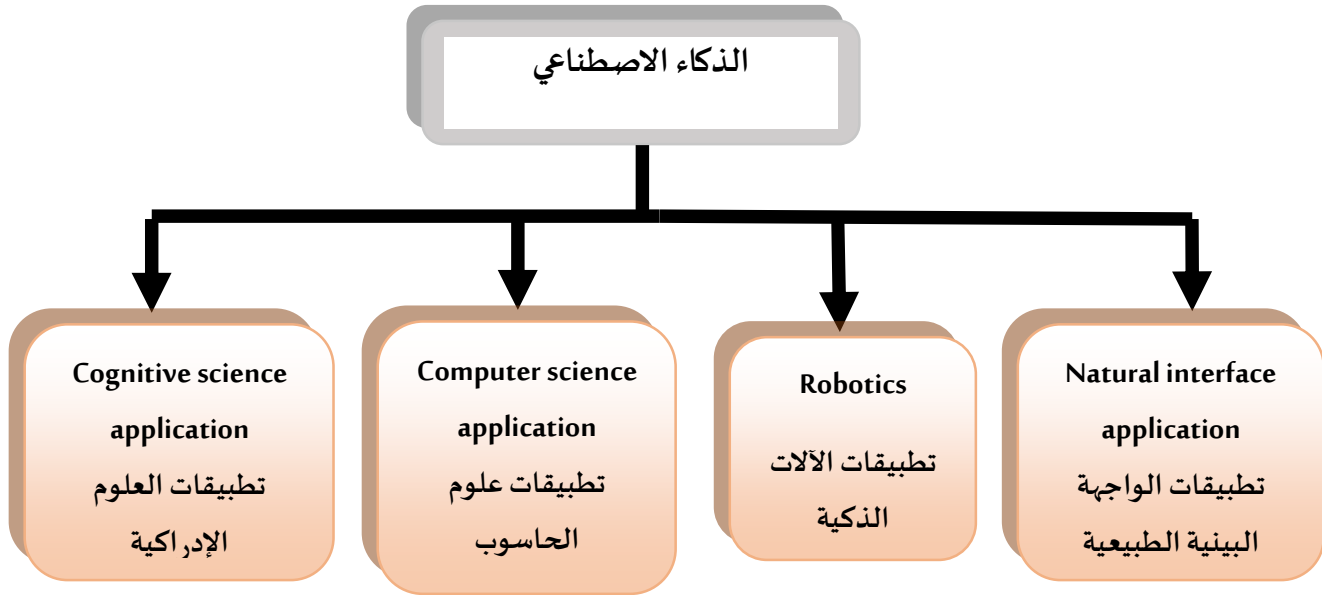 الذكاء الاصطناعي
Cognitive science
application
تطبيقات العلوم
الإدراكية
Computer science
application
تطبيقات علوم
الحاسوب
Robotics
تطبيقات الآلات
الذكية
Natural interface
application
تطبيقات الواجهة
البينية الطبيعية